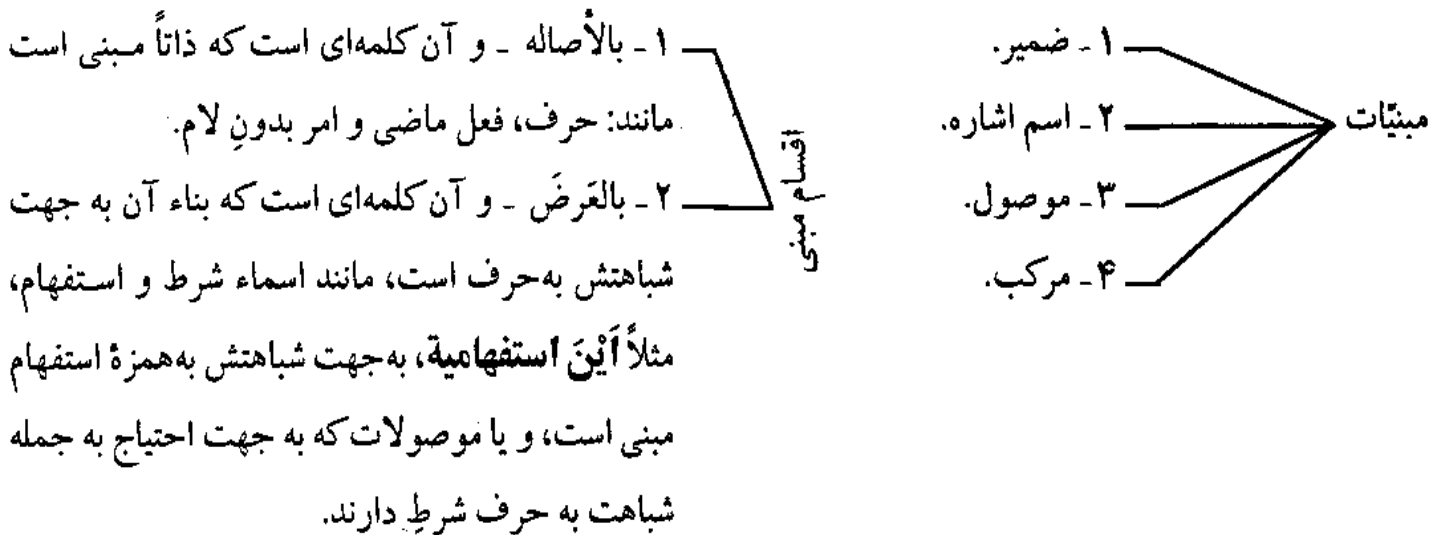 مبنیّات
۱ ـ ضمیر.
۲ ـ اسم اشاره.
۳ ـ موصول.
۴ ـ مرکب.
اقسام مبنی
۱ ـ بالأصاله ـ و آن کلمه‌ای است که ذاتاً مـبنی است
مانند: حرف، فعل ماضی و امر بدونِ لام.
۲ ـ بالعَرضَ ـ و آن کلمه‌ای است که بناء آن به جهت
شباهتش به‌حرف است، مانند اسماء شرط و اسـتفهام،
مثلاً اَیْنَ استفهامیة، به‌جهت شباهتش به‌همزهٔ استفهام
مبنی است، و یا موصولات که به جهت احتیاج به جمله
شباهت به حرف شرطِ دارند.